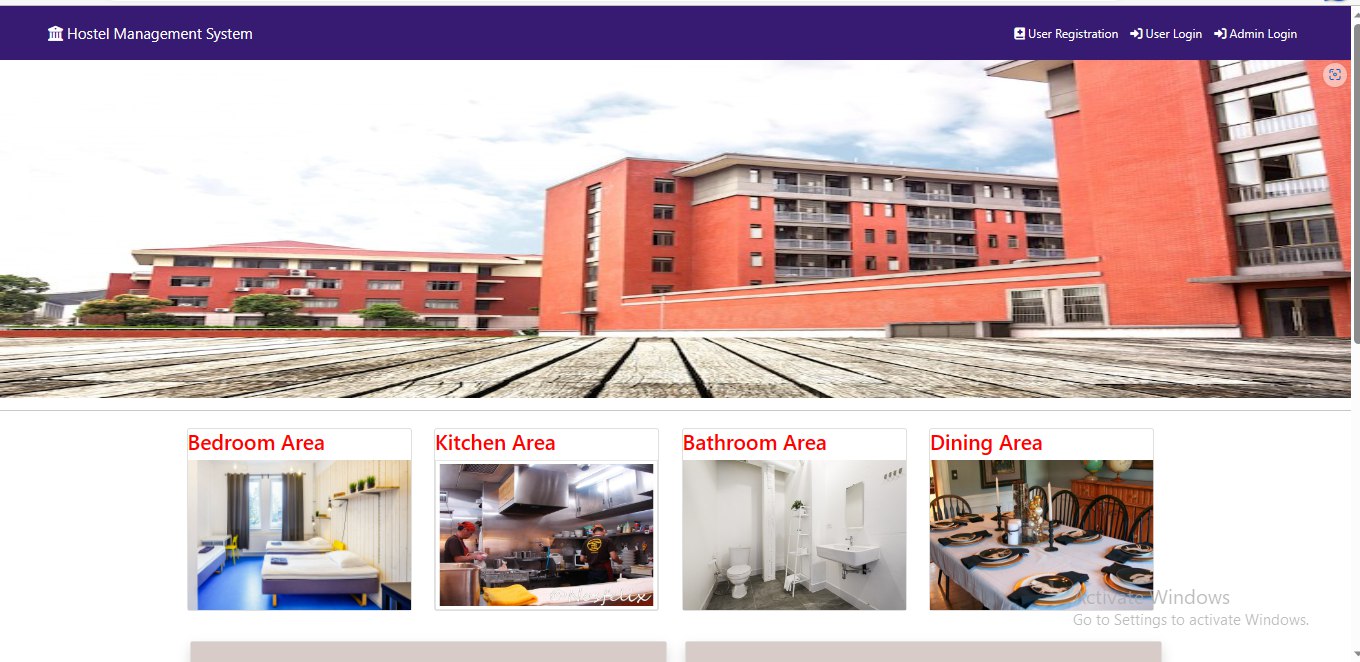 Hostel Management System
User Registration
User Login
Admin Login
Bedroom Area
Kitchen Area
Bathroom Area
Dining Area
Activate Windows
Go to Settings to activate Windows.